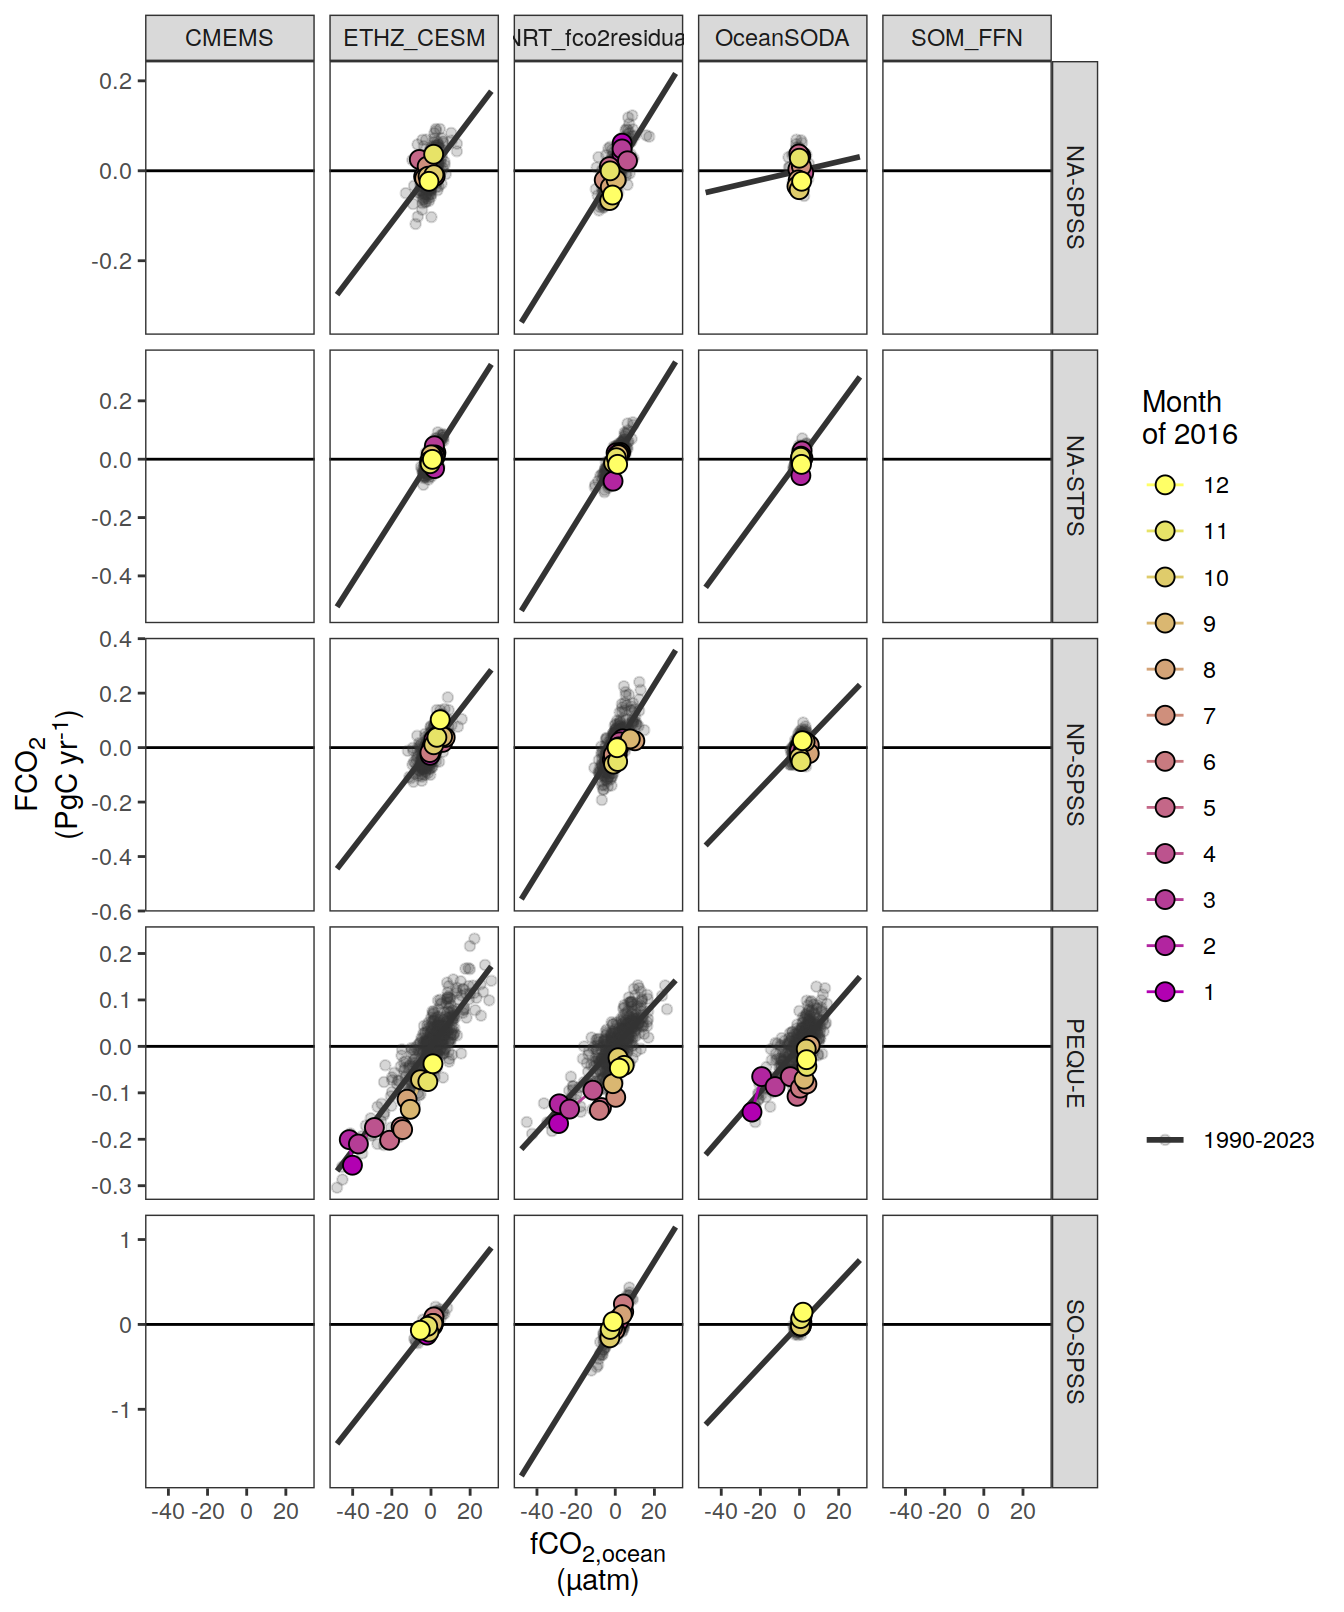 CMEMS ETHZ_CESM NRT_fco2residua OceanSODA SOM_FFN
0.2
0.0
-0.2
NA-SPSS
0.2
0.0
-0.2
-0.4
NA-STPS
0.4
0.2
0.0
-0.2
-0.4
-0.6
NP-SPSS
0.2
0.1
0.0
-0.1
-0.2
-0.3
PEQU-E
1
0
-1
SO-SPSS
-40 -20 0 20 -40 -20 0 20 -40 -20 0 20 -40 -20 0 20 -40 -20 0 20
fCO2,ocean
(µatm)
FCO2
(PgC yr-1)
Month
of 2016
12
11
10
9
8
7
6
5
4
3
2
1
1990-2023